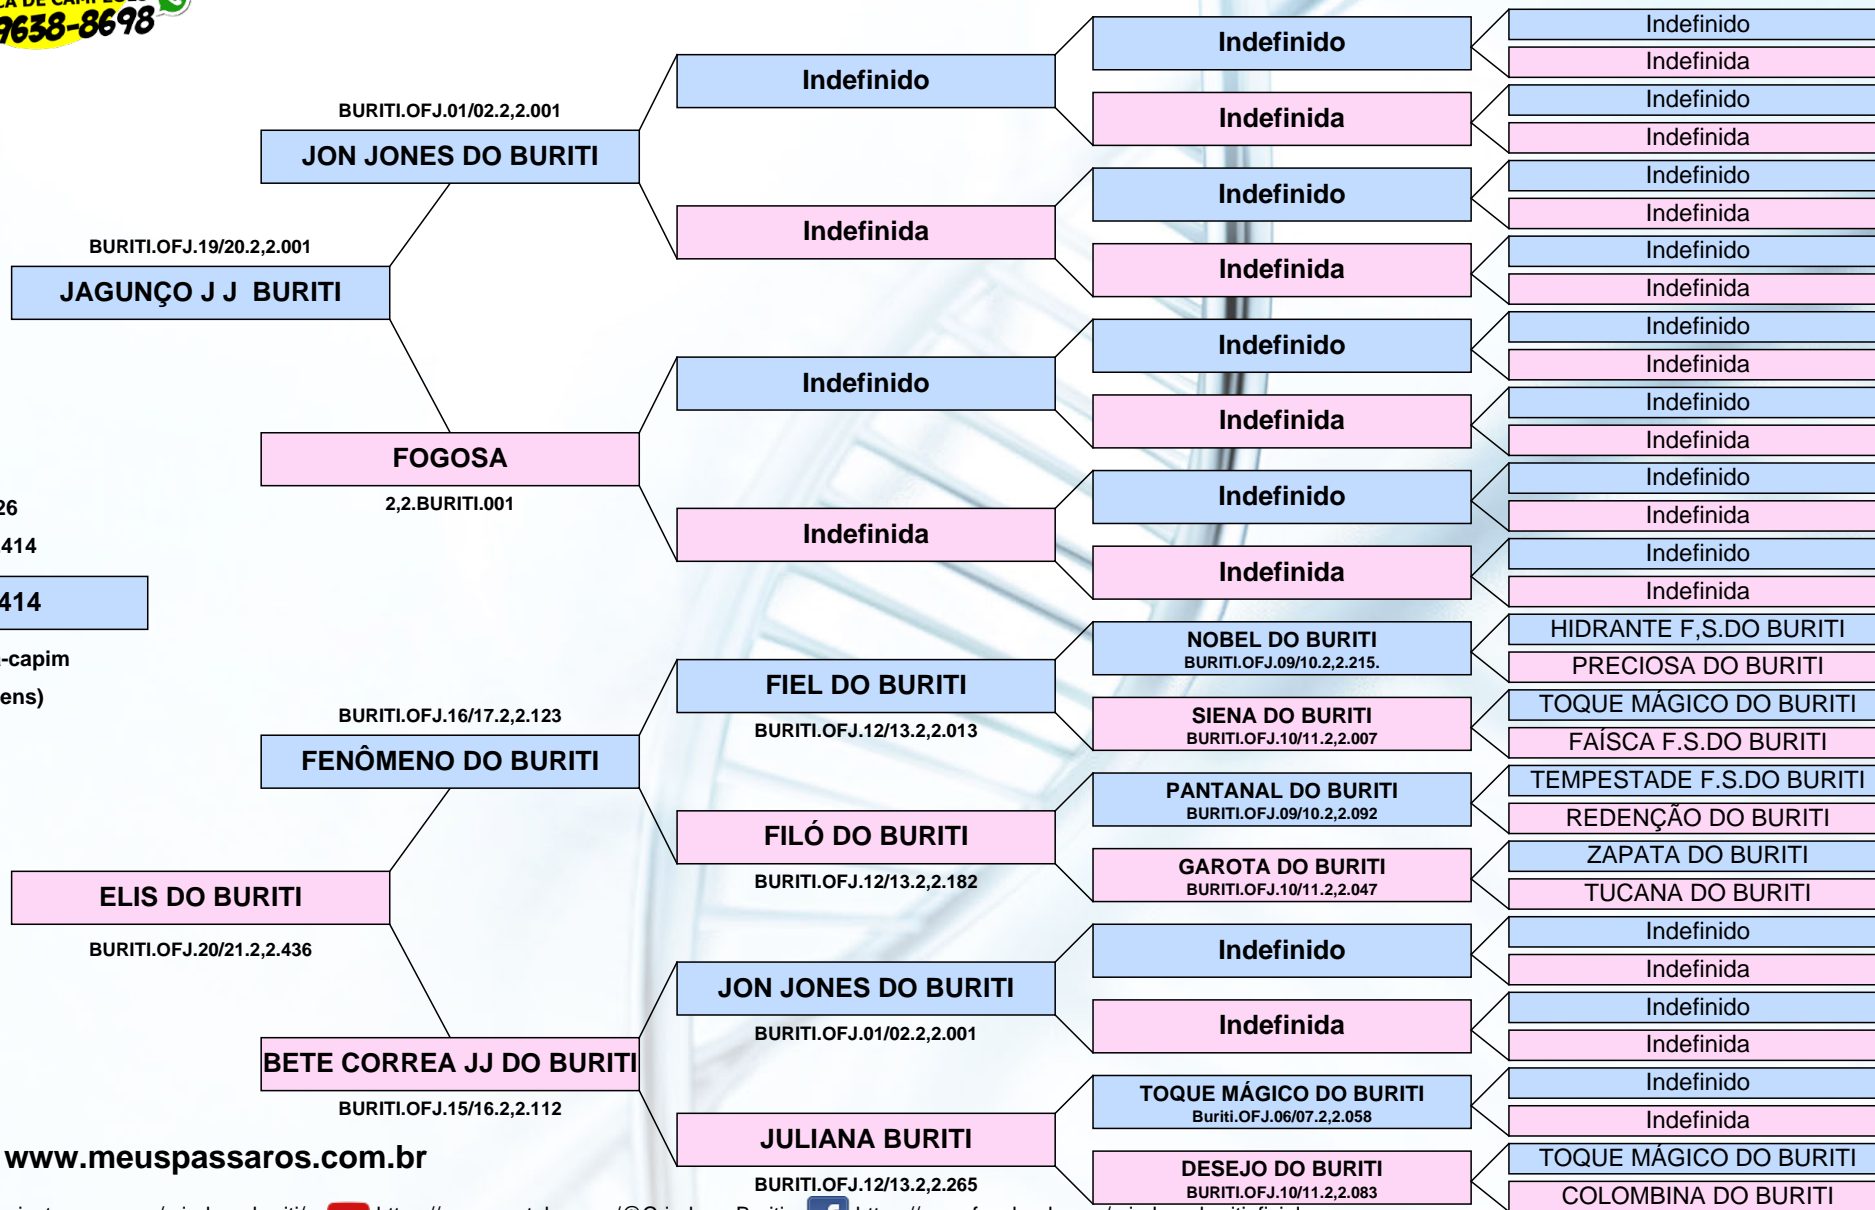 9638-8698
26
414
414
-capim
ens)
BURITI.OFJ.19/20.2,2.001
JAGUNÇO J J BURITI
ELIS DO BURITI
BURITI.OFJ.20/21.2,2.436
BURITI.OFJ.01/02.2,2.001
JON JONES DO BURITI
FOGOSA
2,2.BURITI.001
BURITI.OFJ.16/17.2,2.123
FENÔMENO DO BURITI
BETE CORREA JJ DO BURITI
BURITI.OFJ.15/16.2,2.112
Indefinido
Indefinida
Indefinido
Indefinida
FIEL DO BURITI
BURITI.OFJ.12/13.2,2.013
FILÓ DO BURITI
BURITI.OFJ.12/13.2,2.182
JON JONES DO BURITI
BURITI.OFJ.01/02.2,2.001
JULIANA BURITI
BURITI.OFJ.12/13.2,2.265
Indefinido
Indefinida
Indefinido
Indefinida
Indefinido
Indefinida
Indefinido
Indefinida
NOBEL DO BURITI
BURITI.OFJ.09/10.2,2.215.
SIENA DO BURITI
BURITI.OFJ.10/11.2,2.007
PANTANAL DO BURITI
BURITI.OFJ.09/10.2,2.092
GAROTA DO BURITI
BURITI.OFJ.10/11.2,2.047
Indefinido
Indefinida
TOQUE MÁGICO DO BURITI
Buriti.OFJ.06/07.2,2.058
DESEJO DO BURITI
BURITI.OFJ.10/11.2,2.083
Indefinido
Indefinida
Indefinido
Indefinida
Indefinido
Indefinida
Indefinido
Indefinida
Indefinido
Indefinida
Indefinido
Indefinida
Indefinido
Indefinida
Indefinido
Indefinida
HIDRANTE F,S.DO BURITI
PRECIOSA DO BURITI
TOQUE MÁGICO DO BURITI
FAÍSCA F.S.DO BURITI
TEMPESTADE F.S.DO BURITI
REDENÇÃO DO BURITI
ZAPATA DO BURITI
TUCANA DO BURITI
Indefinido
Indefinida
Indefinido
Indefinida
Indefinido
Indefinida
TOQUE MÁGICO DO BURITI
COLOMBINA DO BURITI
www.meuspassaros.com.br